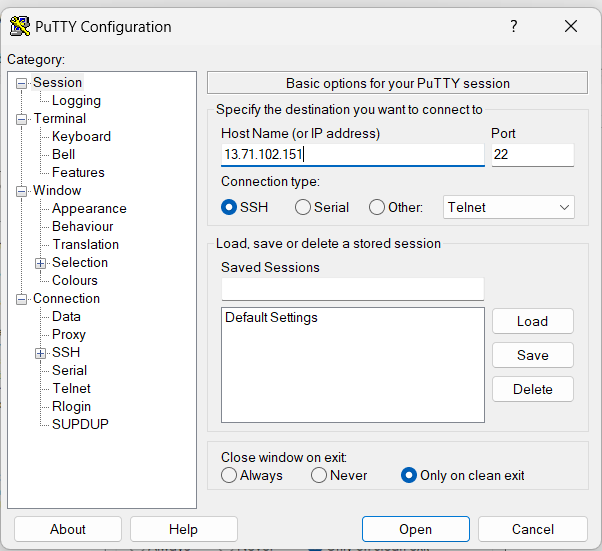 PuTTY Configuration
?
Category:
Session
Logging
Terminal
Keyboard
Bell
Features
Window
Appearance
Behaviour
Translation
Selection
Colours
Connection
Data
Proxy
SSH
Serial
Telnet
Rlogin
SUPDUP
Basic options for your PuTTY session
Specify the destination you want to connect to
Host Name (or IP address) Port
13.71.102.151 22
Connection type:
SSH Serial Other: Telnet
Load, save or delete a stored session
Saved Sessions
Default Settings
Load
Save
Delete
Close window on exit:
Always Never Only on clean exit
About Help Open Cancel